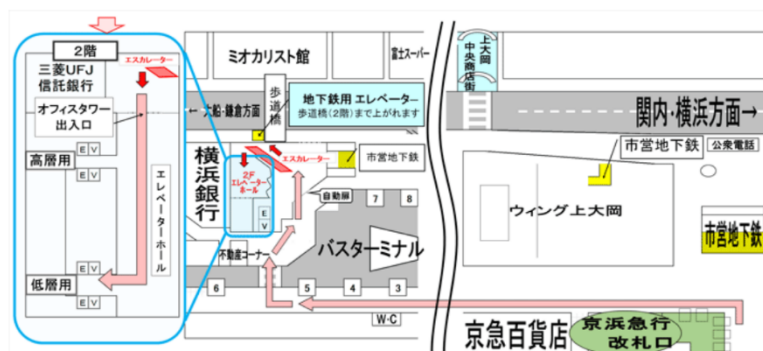 2階
三菱UFJ
信託銀行
エスカレーター
オフィスタワー
出入口
高層用
E V
E V
エレベーターホール
低層用
E V
E V
ミオカリスト館
富士スーパー
上大岡
中央商店街
←大船・鎌倉方面
歩道橋
地下鉄用 エレベーター
歩道橋(2階)まで上がれます
関内・横浜方面→
横浜銀行
2F
エレベーター
ホール
エスカレーター
市営地下鉄
市営地下鉄
公衆電話
E
V
自動扉
7
8
ウィング上大岡
市営地下鉄
不動産コーナー
バスターミナル
6
5
4
3
W・C
京急百貨店
京浜急行
改札口